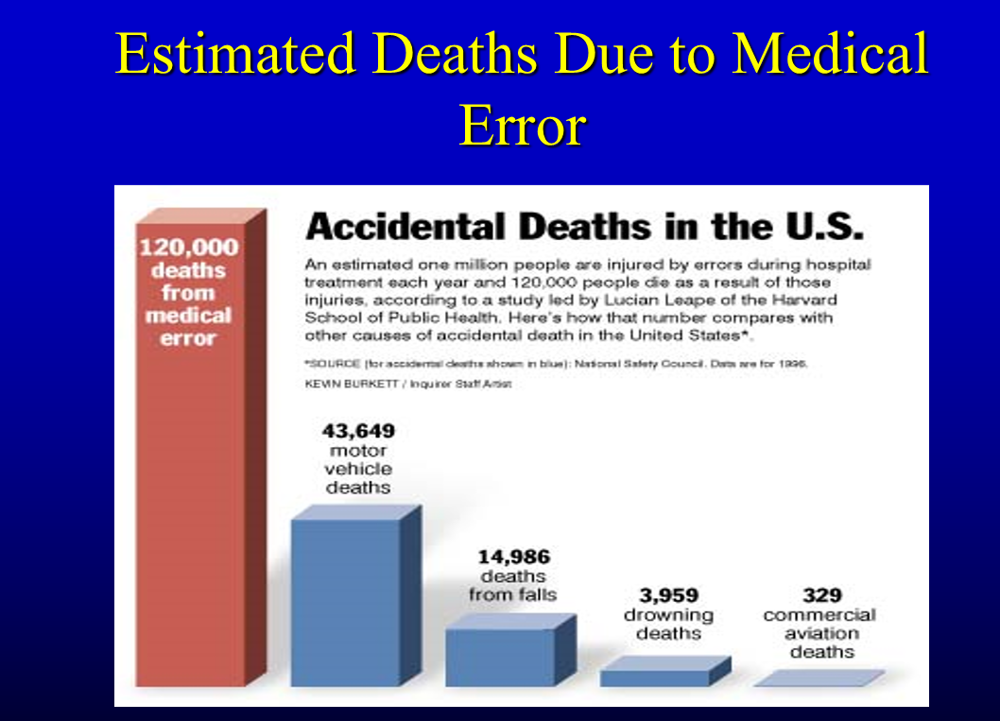 Estimated Deaths Due to Medical
Error
120,000
deaths
from
medical
error
Accidental Deaths in the U.S.
An estimated one million people are injured by errors during hospital
treatment each year and 120,000 people die as a result of those
injuries, according to a study led by Lucian Leape of the Harvard
School of Public Health. Here's how that number compares with
other causes of accidental death in the United States*.
*SOURCE (for accidental deaths shown in blue): National Safety Council. Data are for 1996.
KEVIN BURKETT / Inquirer Staff Artist
43,649
motor
vehicle
deaths
14,986
deaths
from falls
3,959
drowning
deaths
329
commercial
aviation
deaths